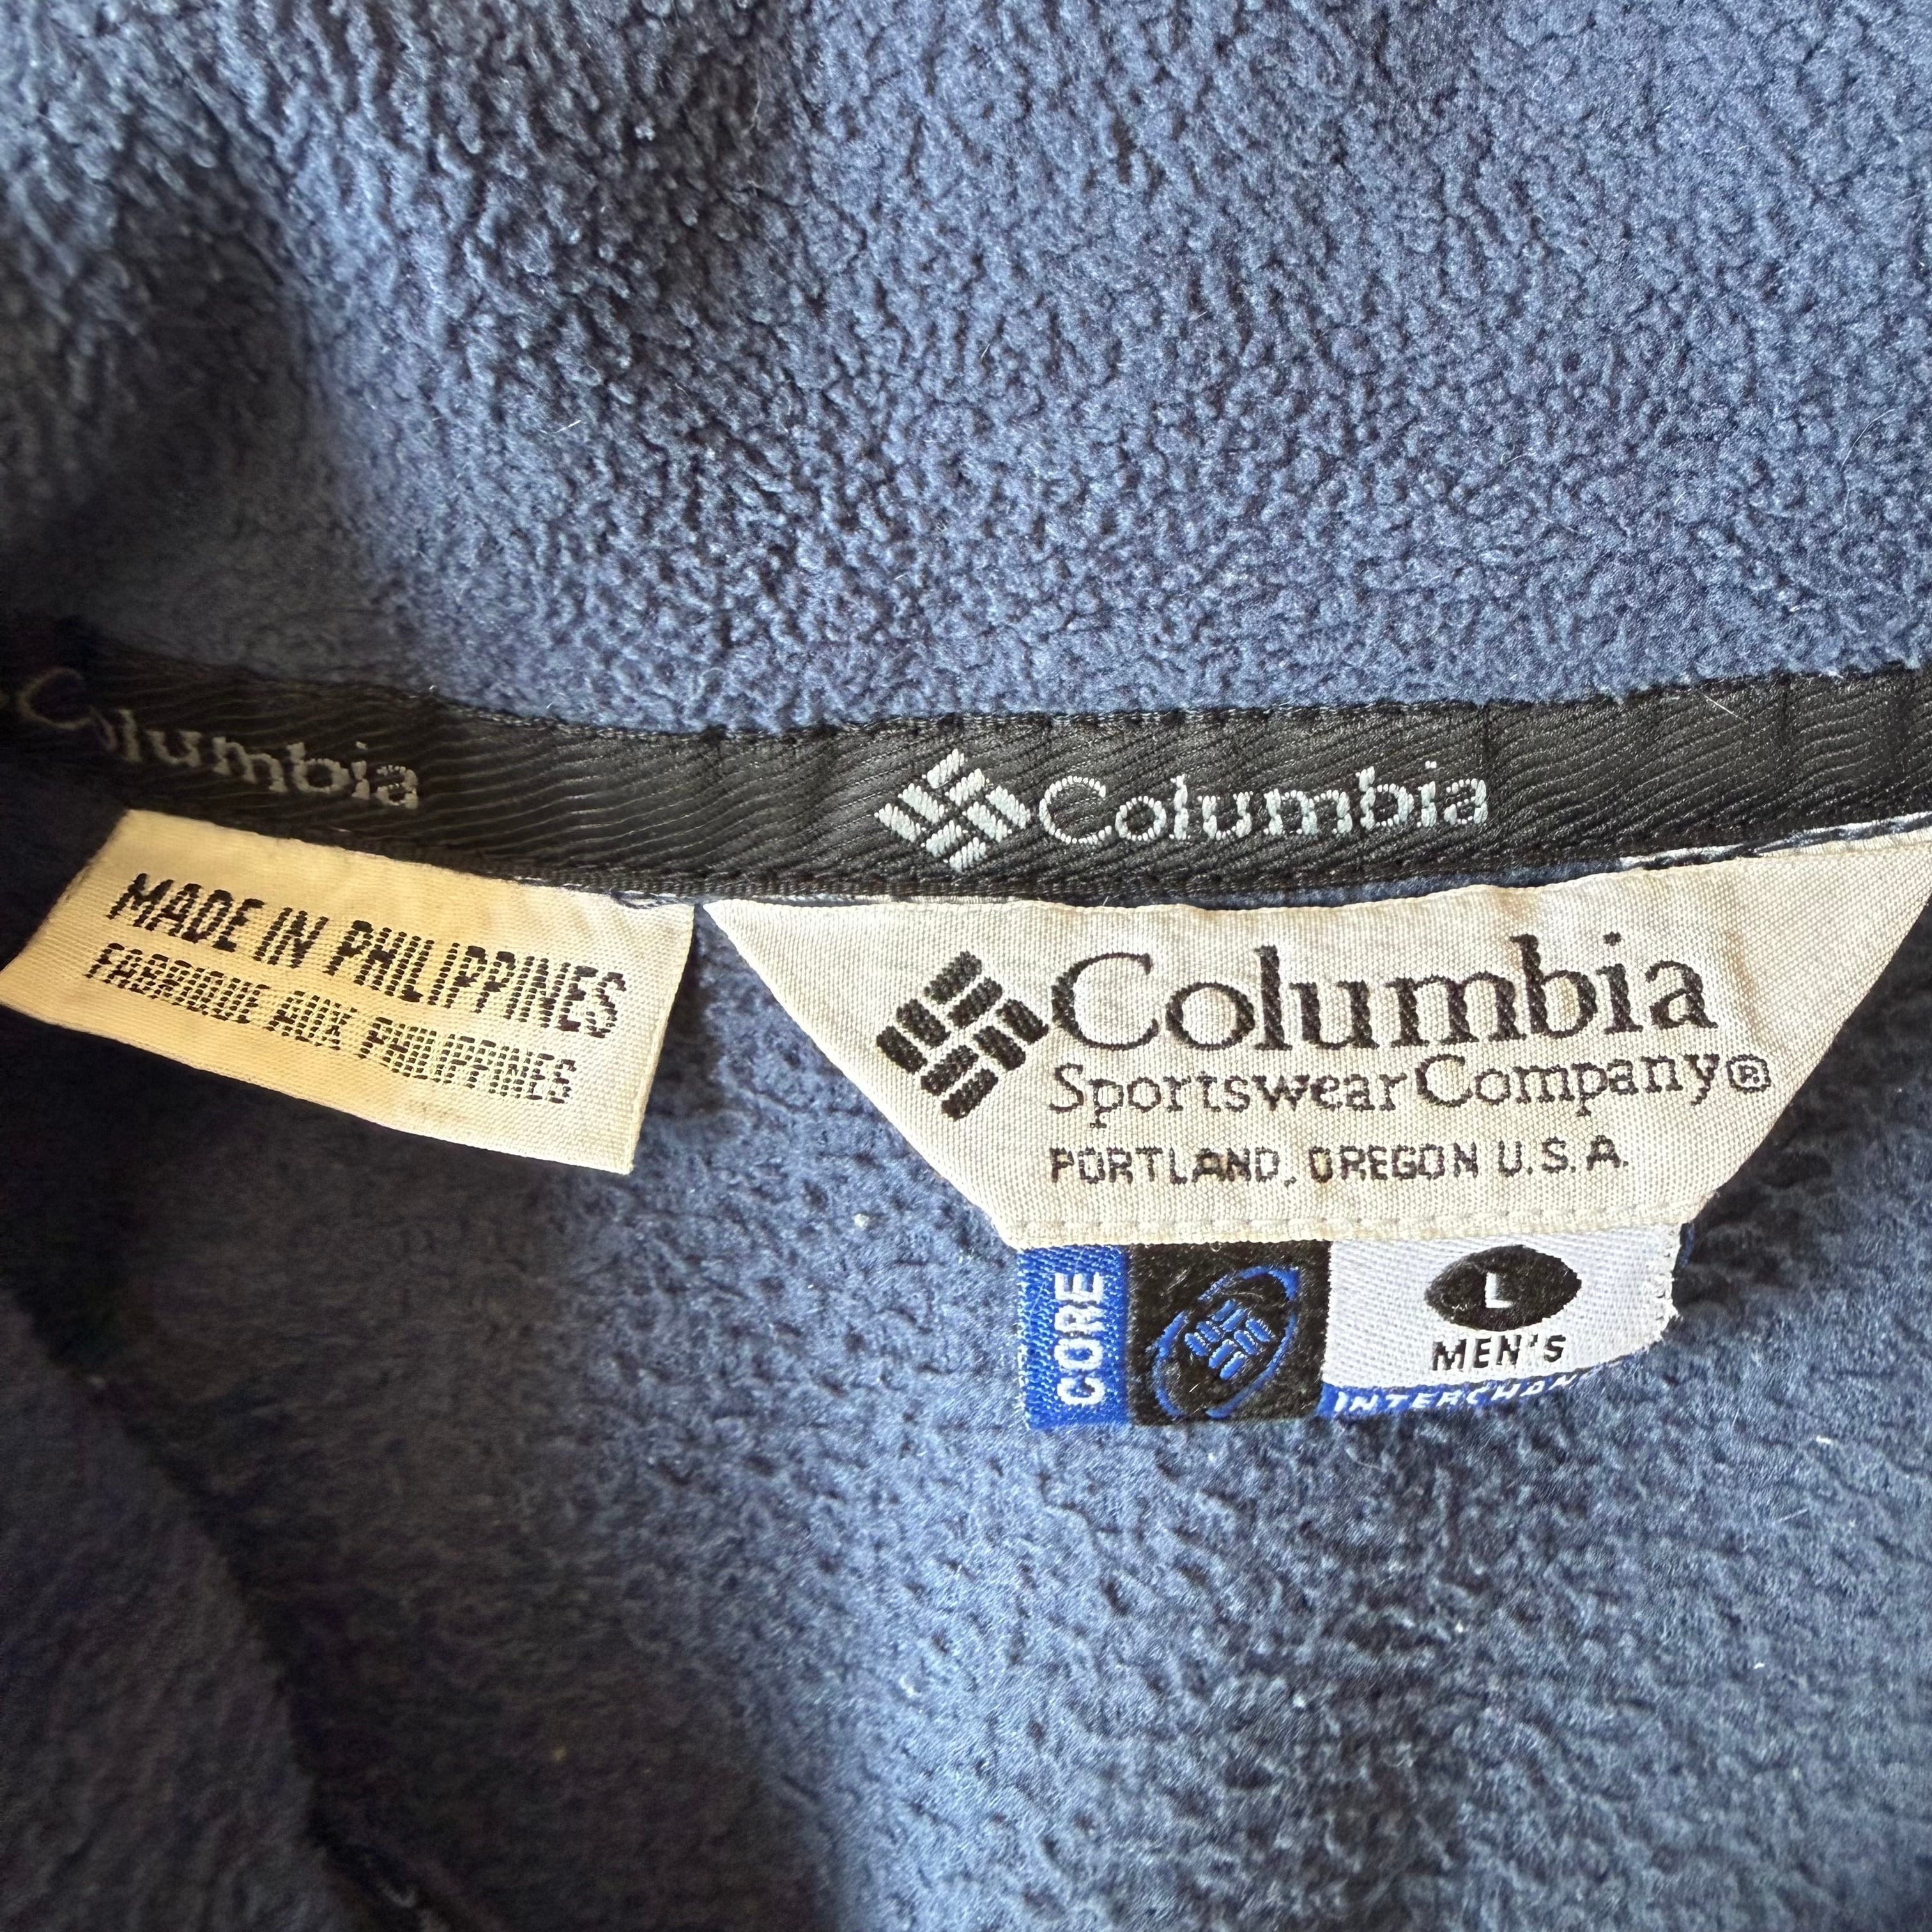 Columbia
Columbia
MADE IN PHILIPPINES
FABRIQUE AUX PHILIPPINES
Columbia
Sportswear Company®
PORTLAND, OREGON U.S.A.
CORE
L
MEN'S